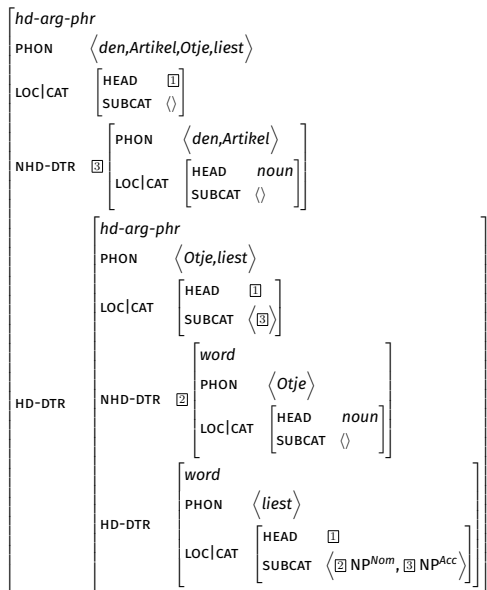 hd-arg-phr
PHON ⟨den,Artikel,Otje,liest⟩
LOC|CAT [HEAD 1
SUBCAT ⟨⟩]
NHD-DTR 3 [PHON ⟨den,Artikel⟩
LOC|CAT [HEAD noun
SUBCAT ⟨⟩]]
hd-arg-phr
PHON ⟨Otje,liest⟩
LOC|CAT [HEAD 1
SUBCAT ⟨3⟩]
HD-DTR NHD-DTR 2 [word
PHON ⟨Otje⟩
LOC|CAT [HEAD noun
SUBCAT ⟨⟩]]
HD-DTR [word
PHON ⟨liest⟩
LOC|CAT [HEAD 1
SUBCAT ⟨2 NP^Nom, 3 NP^Acc⟩]]